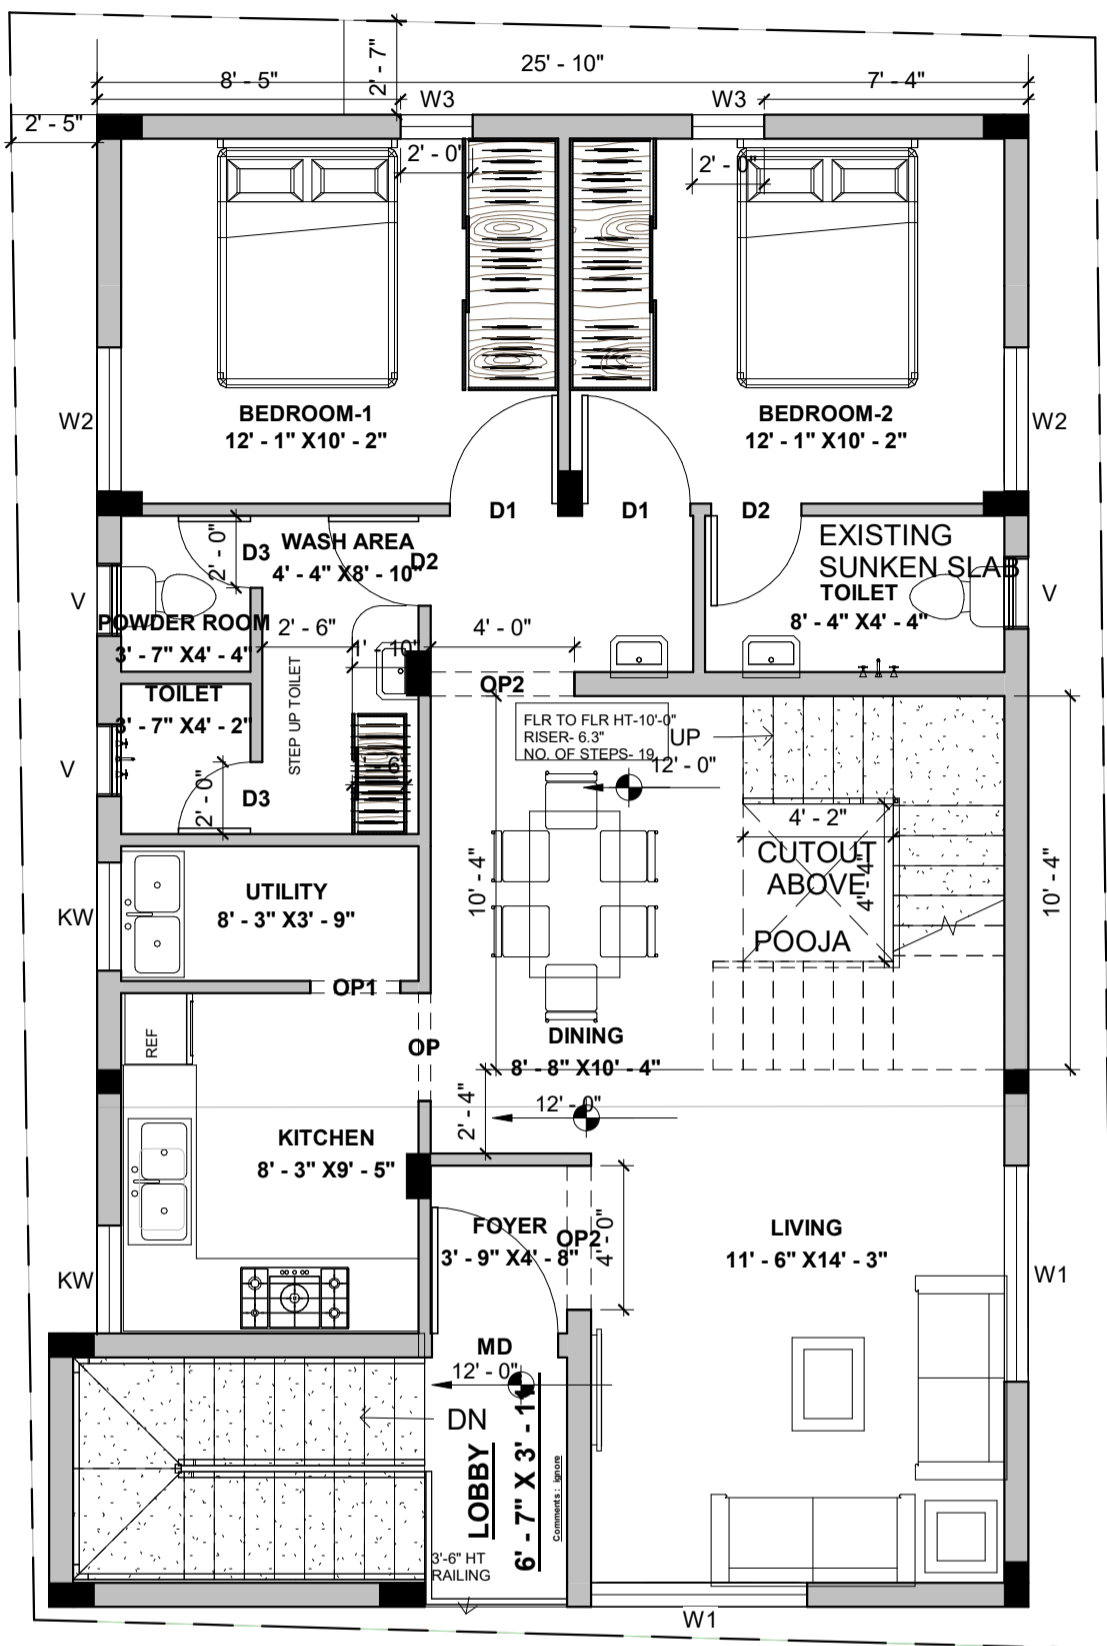 25' - 10"
8' - 5"
2' - 7"
7' - 4"
W3
W3
2' - 5"
2' - 0"
2' - 0"
BEDROOM-1
12' - 1" X10' - 2"
BEDROOM-2
12' - 1" X10' - 2"
W2
W2
D1
D1
D2
WASH AREA
4' - 4" X8' - 10"
D2
D3
2' - 0"
EXISTING
SUNKEN SLAB
TOILET
8' - 4" X4' - 4"
V
V
POWDER ROOM
3' - 7" X4' - 4"
2' - 6"
1' - 10"
4' - 0"
OP2
TOILET
3' - 7" X4' - 2"
STEP UP TOILET
FLR TO FLR HT-10'-0"
RISER- 6.3"
NO. OF STEPS- 19
UP
12' - 0"
V
D3
2' - 0"
4' - 2"
CUTOUT
ABOVE
4' - 4"
POOJA
10' - 4"
10' - 4"
UTILITY
8' - 3" X3' - 9"
KW
OP1
REF
OP
DINING
8' - 8" X10' - 4"
12' - 0"
2' - 4"
KITCHEN
8' - 3" X9' - 5"
FOYER
3' - 9" X4' - 8"
OP2
4' - 0"
LIVING
11' - 6" X14' - 3"
KW
W1
MD
12' - 0"
DN
LOBBY
6' - 7" X 3' - 1
Comments : ignore
3'-6" HT
RAILING
W1